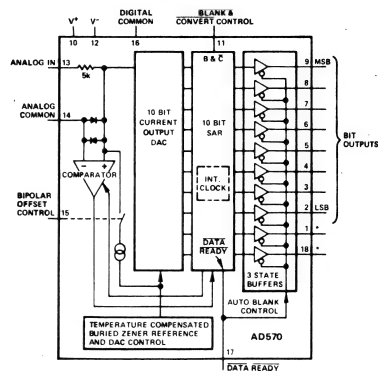 V+ V- DIGITAL COMMON BLANK & CONVERT CONTROL
10 12 16 11
ANALOG IN 13
5k
B & C
9 MSB
8
ANALOG COMMON 14
7
10 BIT CURRENT OUTPUT DAC
10 BIT SAR
6
BIT OUTPUTS
5
- +
COMPARATOR
4
INT. CLOCK
3
BIPOLAR OFFSET CONTROL 15
2 LSB
1 *
DATA READY
18 *
3 STATE BUFFERS
AUTO BLANK CONTROL
TEMPERATURE COMPENSATED
BURIED ZENER REFERENCE
AND DAC CONTROL
AD570
17
DATA READY